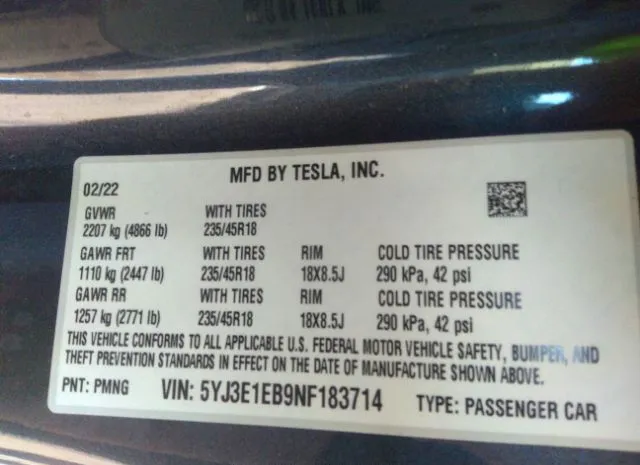 MFD BY TESLA, INC.
02/22
GVWR WITH TIRES
2207 kg (4866 lb) 235/45R18
GAWR FRT WITH TIRES RIM COLD TIRE PRESSURE
1110 kg (2447 lb) 235/45R18 18X8.5J 290 kPa, 42 psi
GAWR RR WITH TIRES RIM COLD TIRE PRESSURE
1257 kg (2771 lb) 235/45R18 18X8.5J 290 kPa, 42 psi
THIS VEHICLE CONFORMS TO ALL APPLICABLE U.S. FEDERAL MOTOR VEHICLE SAFETY, BUMPER, AND
THEFT PREVENTION STANDARDS IN EFFECT ON THE DATE OF MANUFACTURE SHOWN ABOVE.
PNT: PMNG VIN: 5YJ3E1EB9NF183714 TYPE: PASSENGER CAR